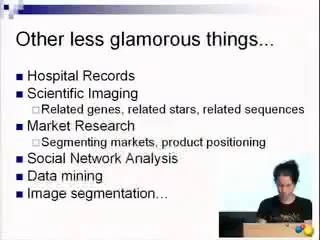 Other less glamorous things...
Hospital Records
Scientific Imaging
Related genes, related stars, related sequences
Market Research
Segmenting markets, product positioning
Social Network Analysis
Data mining
Image segmentation...